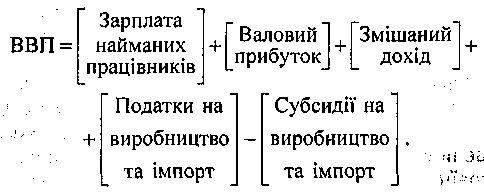 ВВП = [Зарплата найманих працівників] + [Валовий прибуток] + [Змішаний дохід] +
+ [Податки на виробництво та імпорт] − [Субсидії на виробництво та імпорт] .